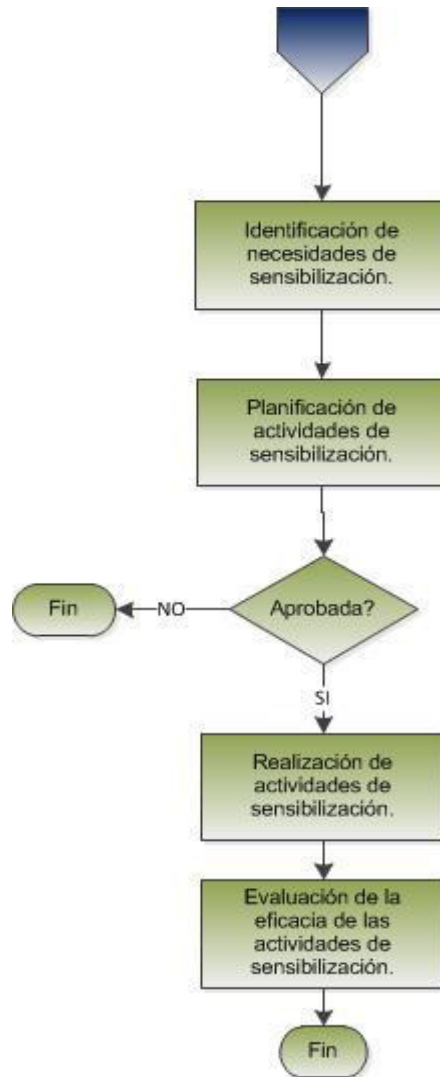 Identificación de
necesidades de
sensibilización.
Planificación de
actividades de
sensibilización.
Aprobada?
NO
Fin
SI
Realización de
actividades de
sensibilización.
Evaluación de la
eficacia de las
actividades de
sensibilización.
Fin